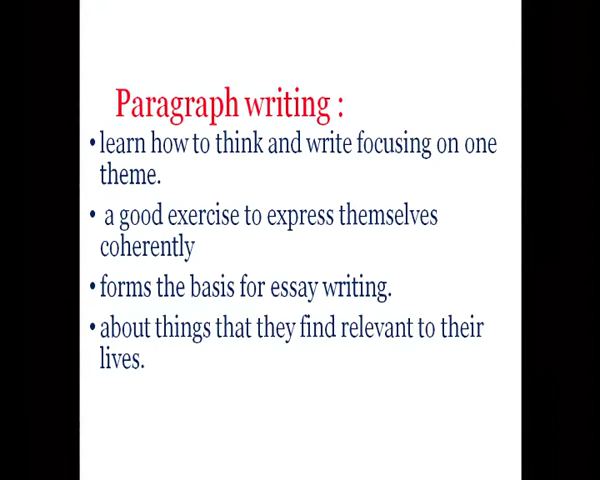 Paragraph writing :
•learn how to think and write focusing on one
theme.
• a good exercise to express themselves
coherently
•forms the basis for essay writing.
•about things that they find relevant to their
lives.